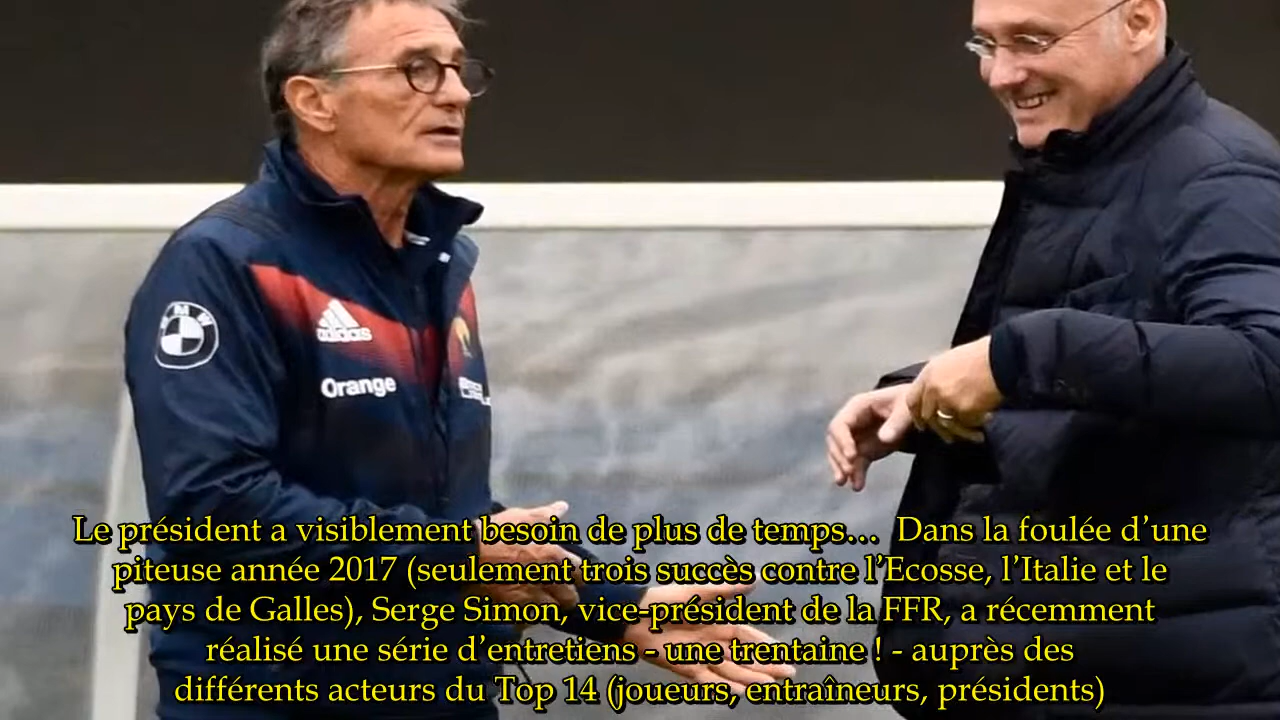 BMW
adidas
Orange
Le président a visiblement besoin de plus de temps… Dans la foulée d’une
piteuse année 2017 (seulement trois succès contre l’Ecosse, l’Italie et le
pays de Galles), Serge Simon, vice-président de la FFR, a récemment
réalisé une série d’entretiens - une trentaine ! - auprès des
différents acteurs du Top 14 (joueurs, entraîneurs, présidents)